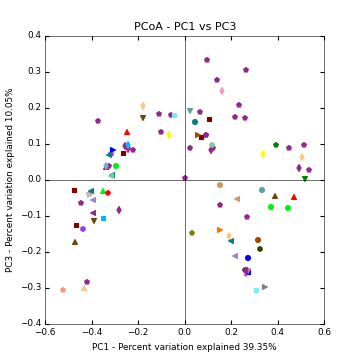 PCoA - PC1 vs PC3
0.4
0.3
0.2
0.1
0.0
−0.1
−0.2
−0.3
−0.4
−0.6 −0.4 −0.2 0.0 0.2 0.4 0.6
PC3 - Percent variation explained 10.05%
PC1 - Percent variation explained 39.35%